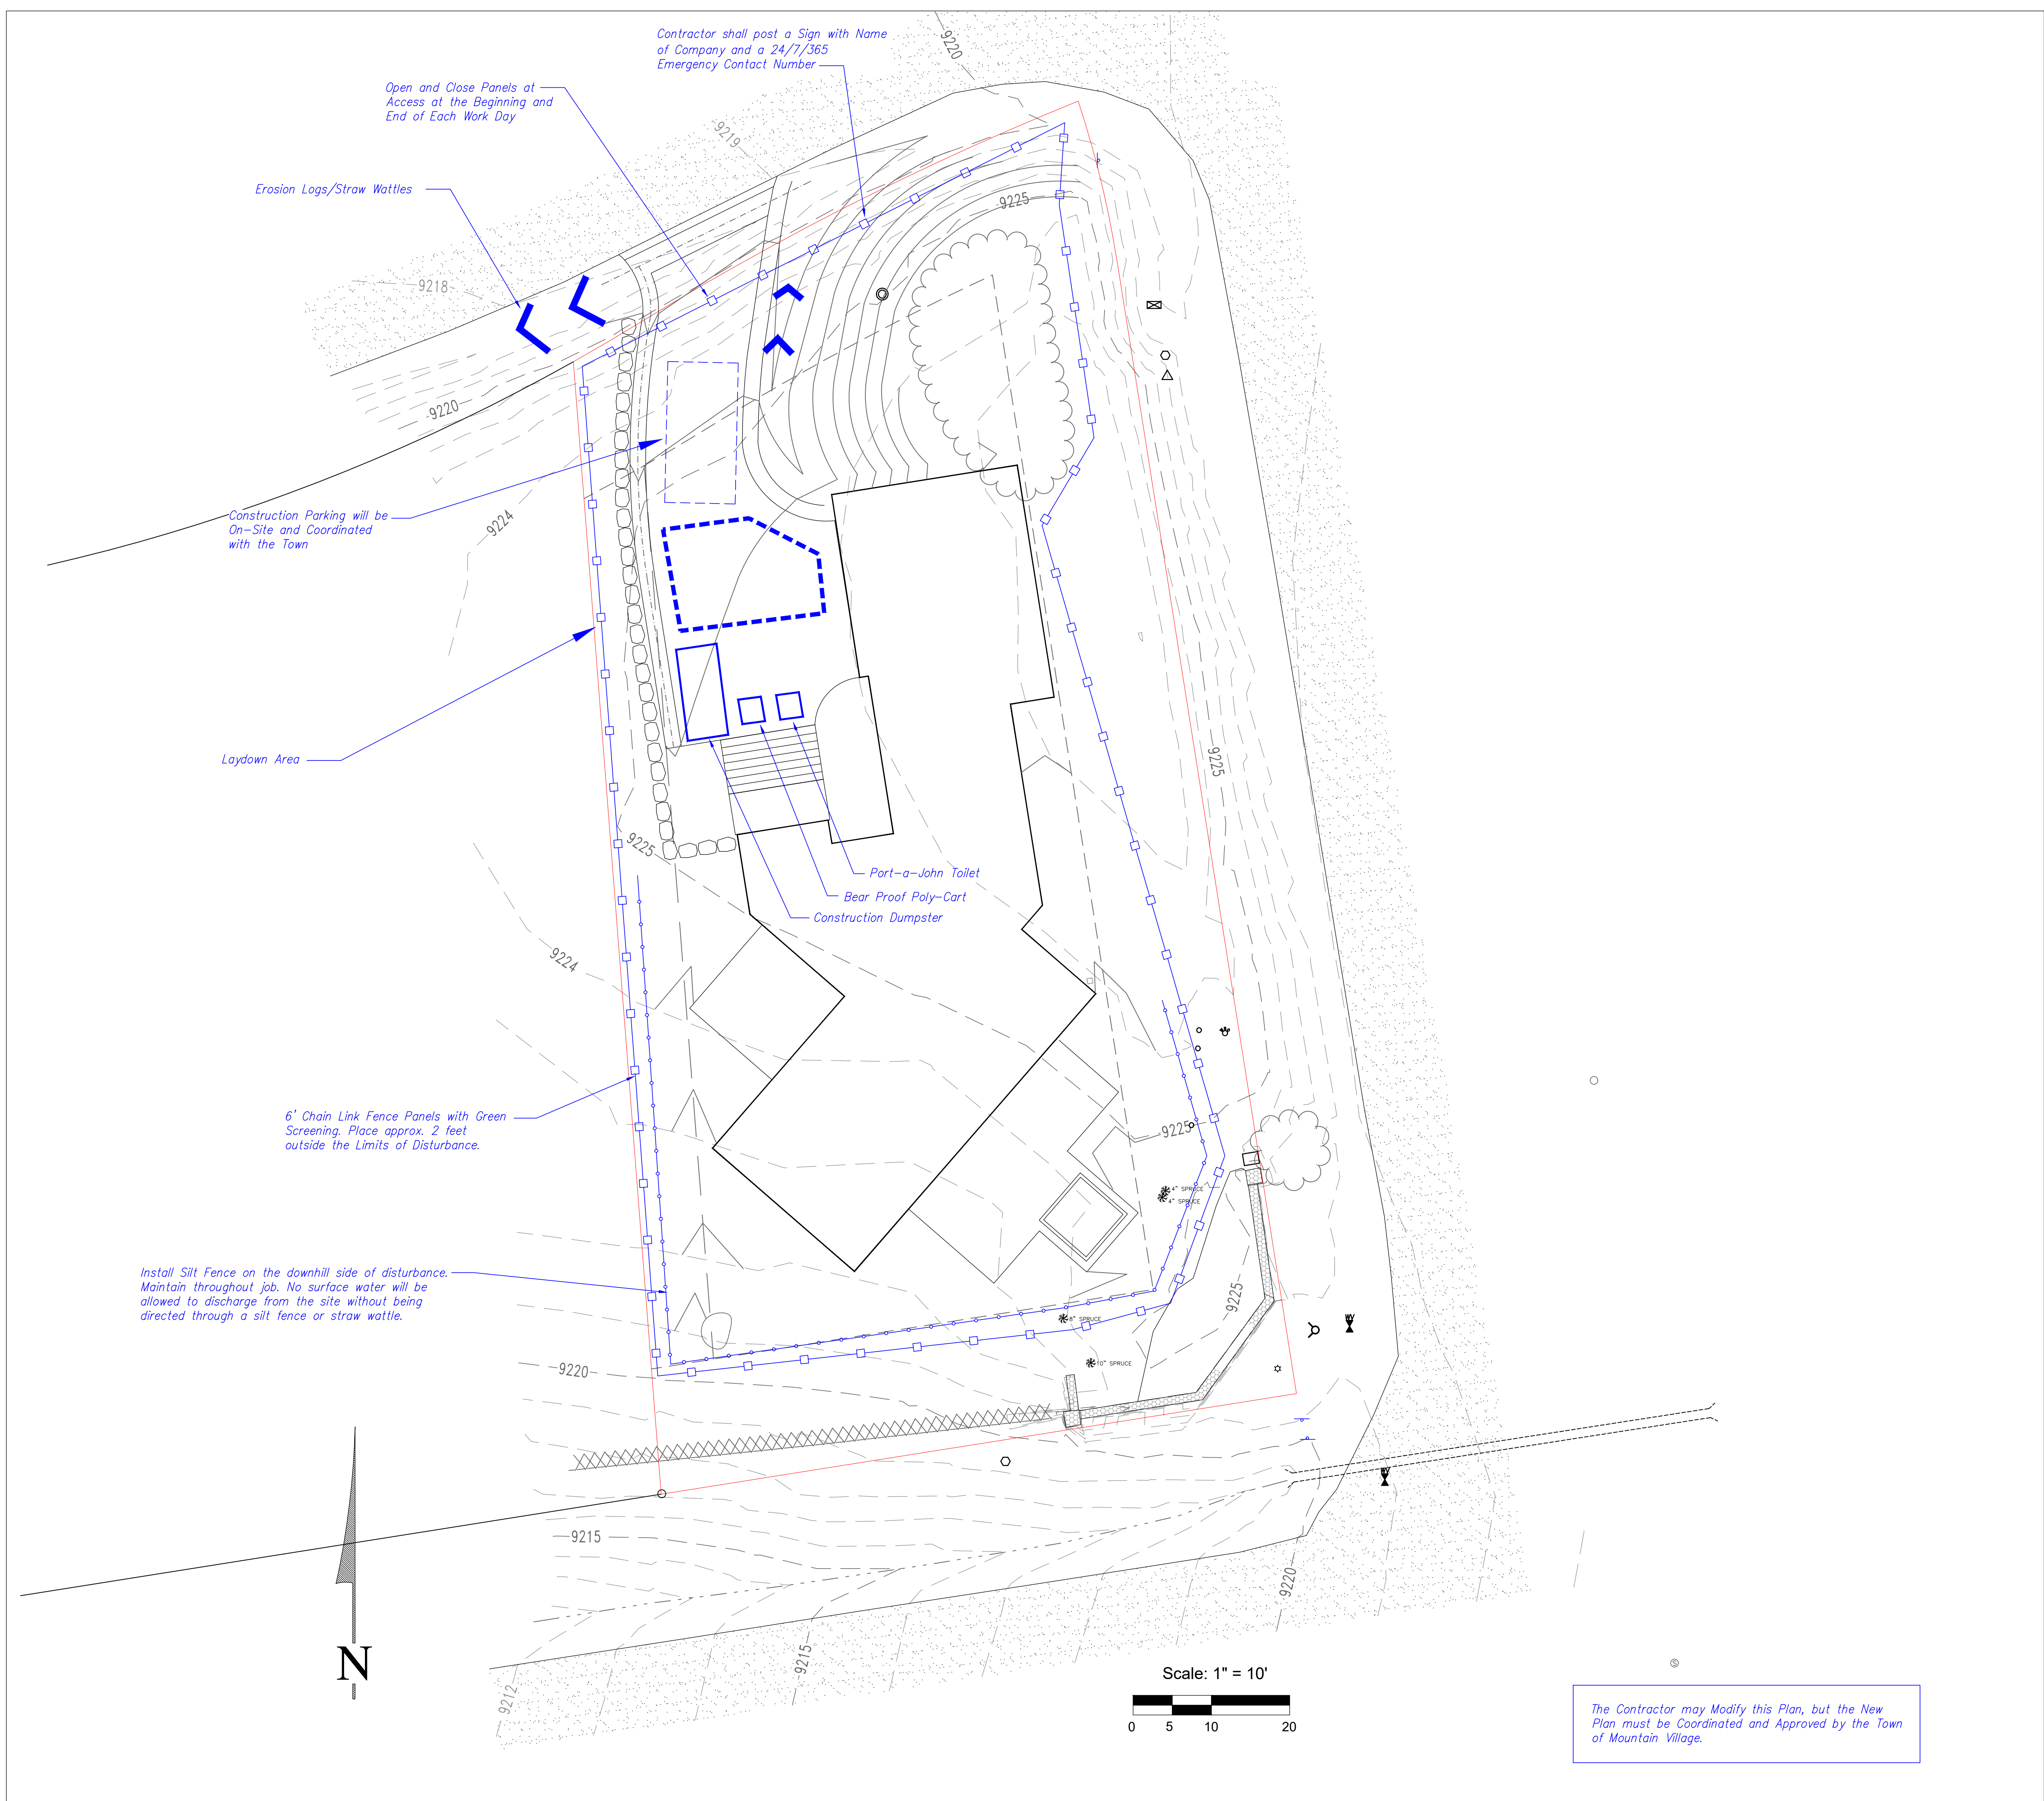 Contractor shall post a Sign with Name
of Company and a 24/7/365
Emergency Contact Number
9220
Open and Close Panels at
Access at the Beginning and
End of Each Work Day
9219
Erosion Logs/Straw Wattles
9225
9218
9220
Construction Parking will be
On-Site and Coordinated
with the Town
9224
Laydown Area
9225
9225
Port-a-John Toilet
Bear Proof Poly-Cart
Construction Dumpster
9224
6' Chain Link Fence Panels with Green
Screening. Place approx. 2 feet
outside the Limits of Disturbance.
9225
4" SPRUCE
4" SPRUCE
Install Silt Fence on the downhill side of disturbance.
Maintain throughout job. No surface water will be
allowed to discharge from the site without being
directed through a silt fence or straw wattle.
9225
8" SPRUCE
WV
10" SPRUCE
9220
WV
9215
9220
N
9215
9212
S
Scale: 1" = 10'
0 5 10 20
The Contractor may Modify this Plan, but the New
Plan must be Coordinated and Approved by the Town
of Mountain Village.